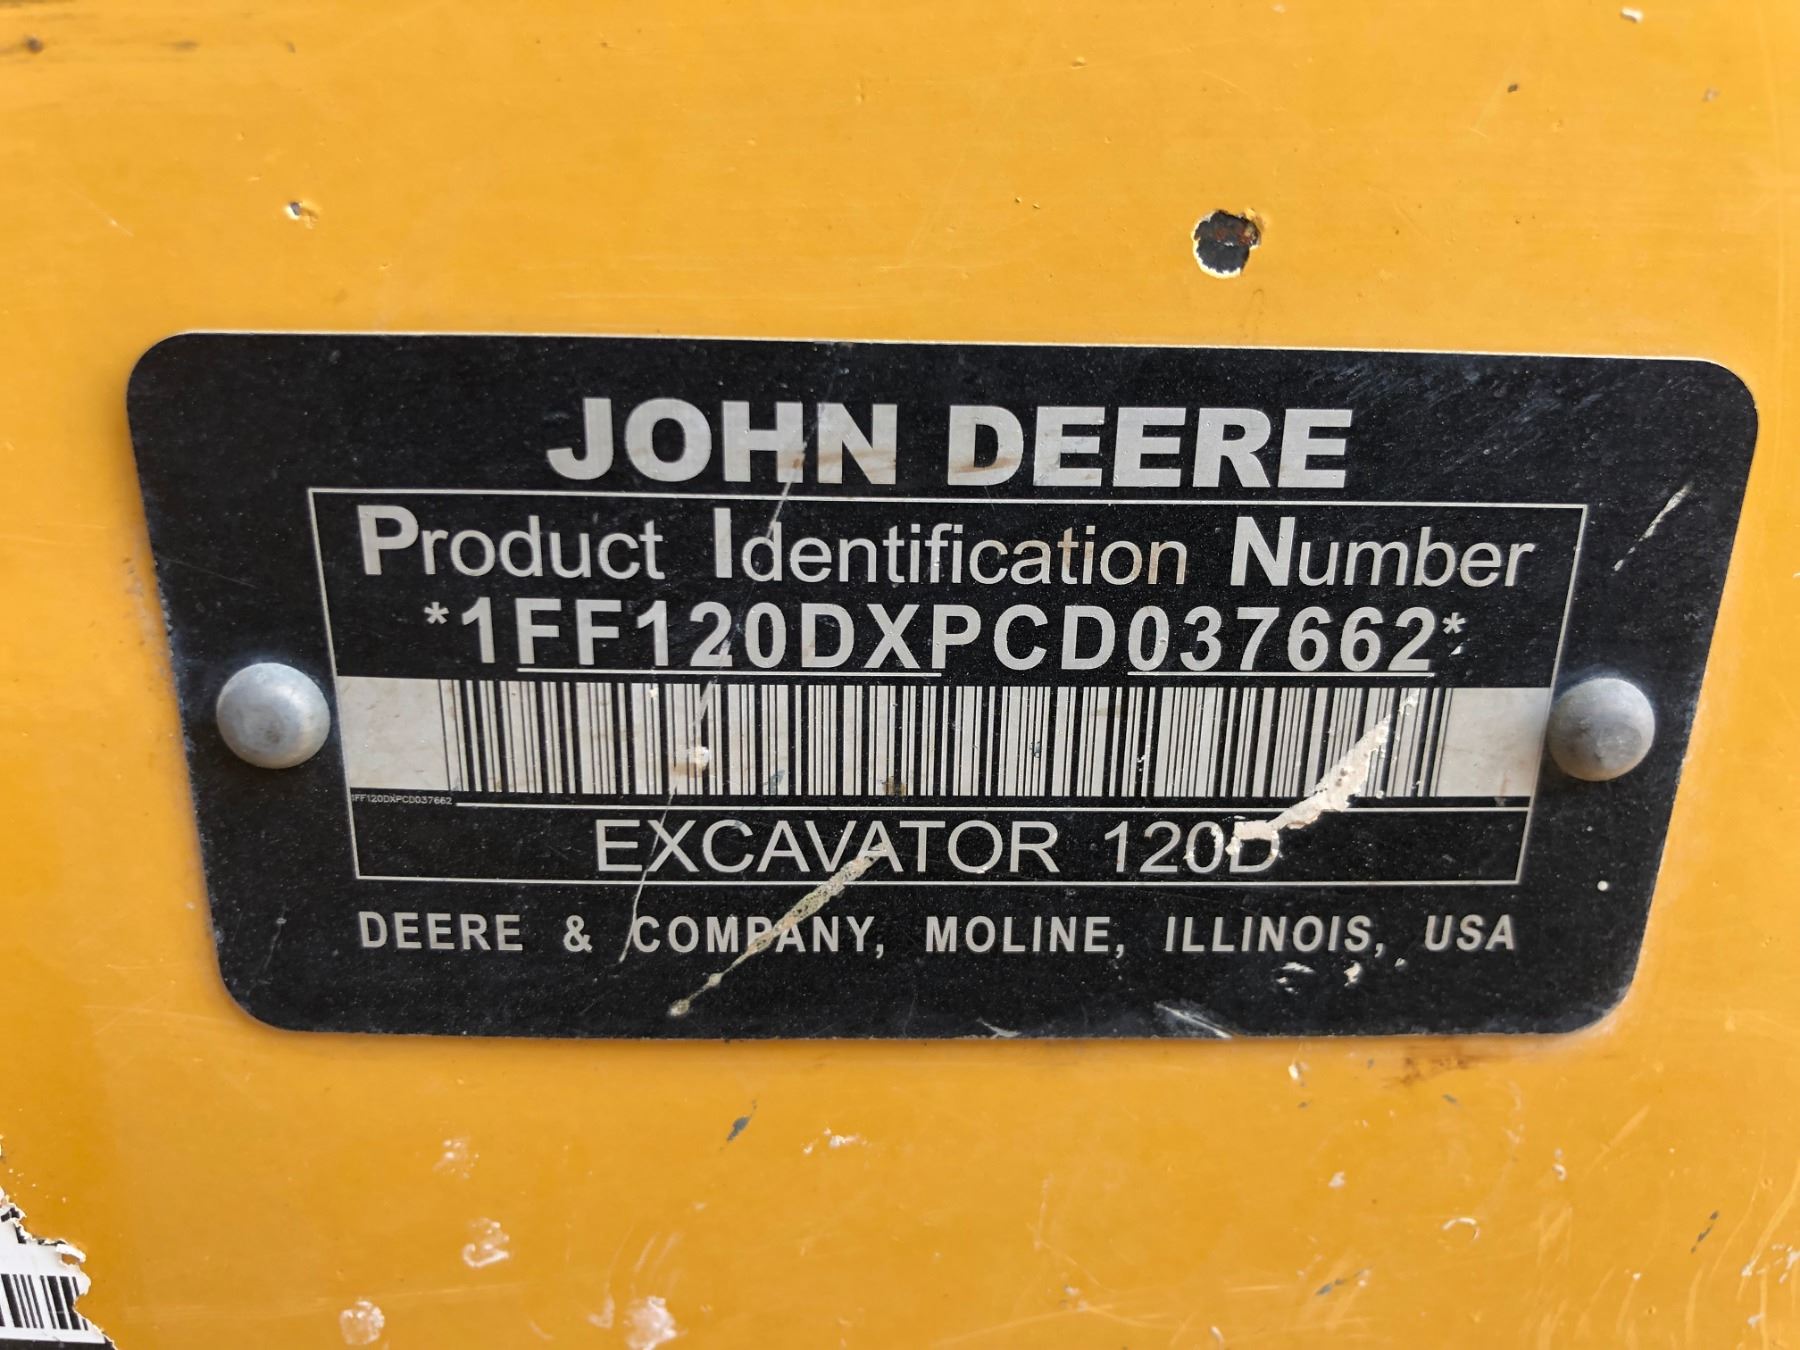 JOHN DEERE
Product Identification Number
*1FF120DXPCD037662*
1FF120DXPCD037662
EXCAVATOR 120D
DEERE & COMPANY, MOLINE, ILLINOIS, USA